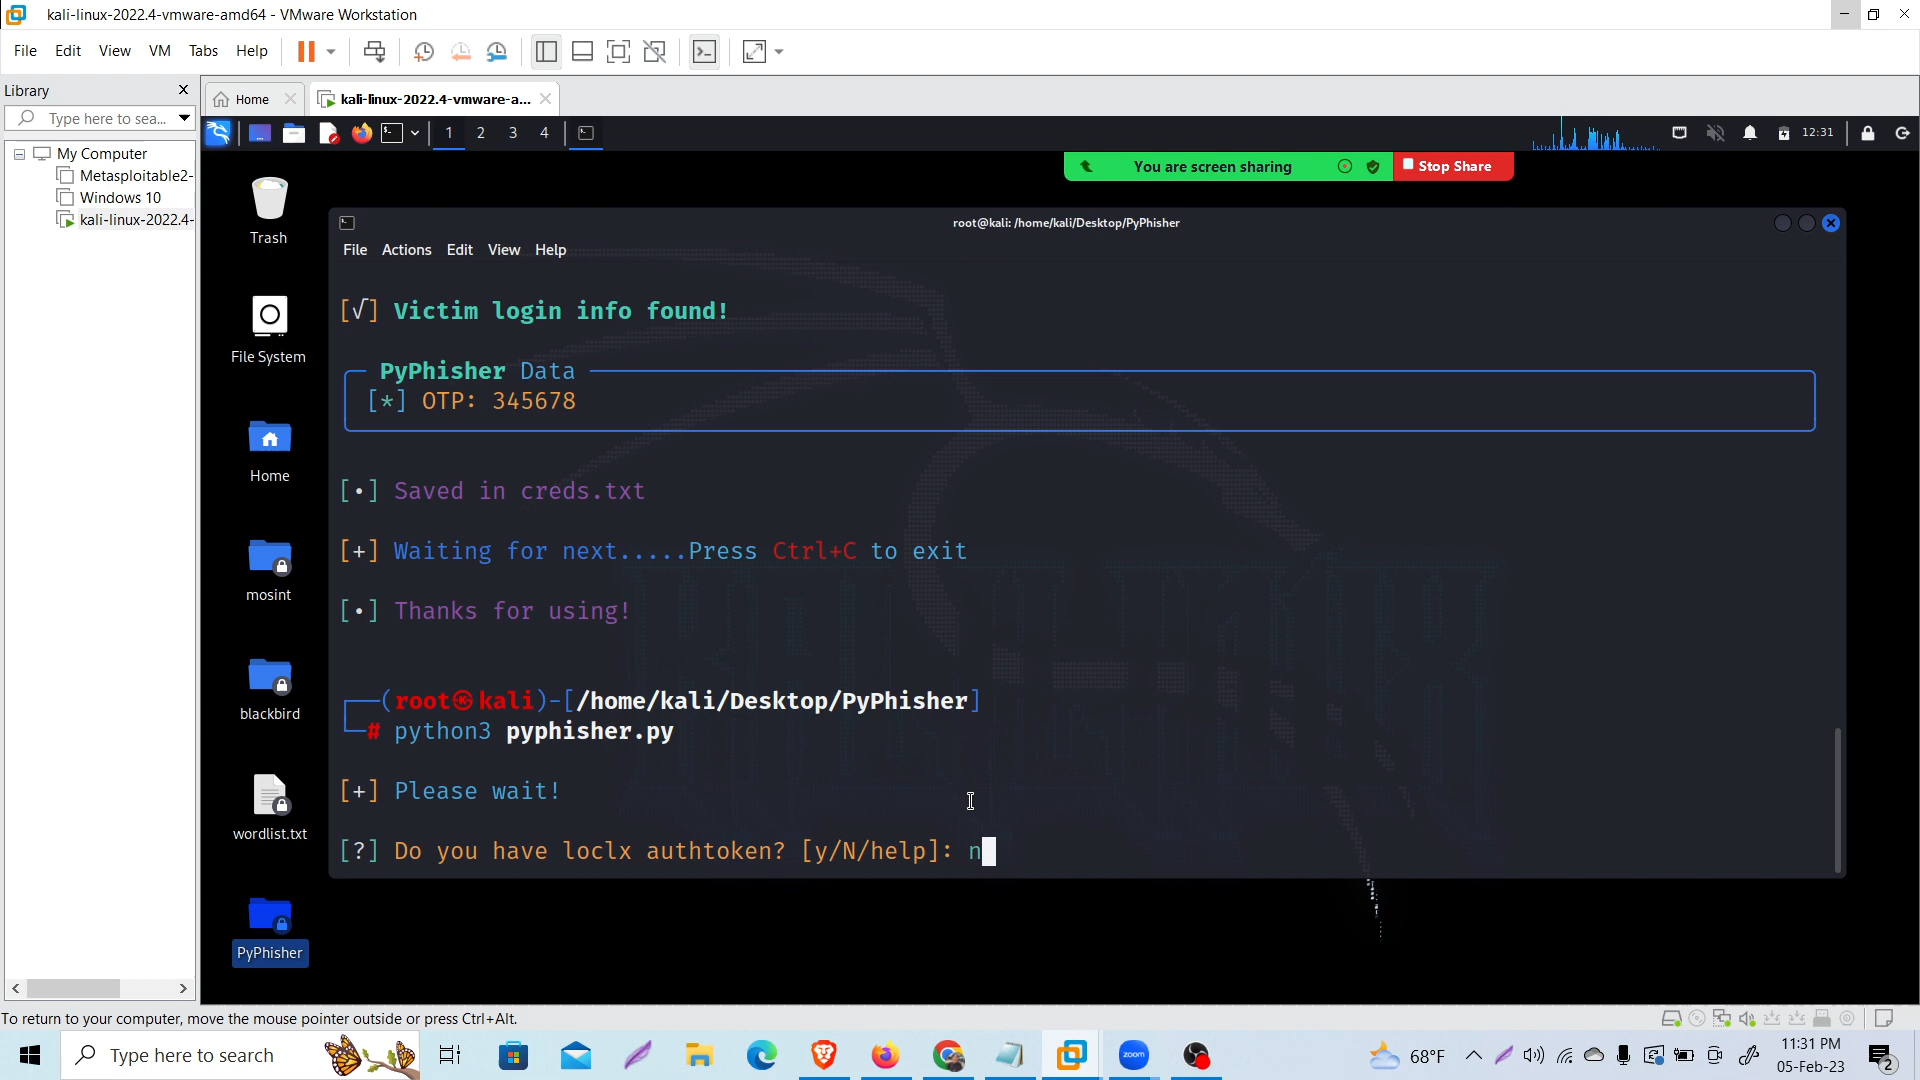 kali-linux-2022.4-vmware-amd64 - VMware Workstation
File Edit View VM Tabs Help
Library
Type here to sea...
Home
kali-linux-2022.4-vmware-a...
1 2 3 4
12:31
My Computer
Metasploitable2-
Windows 10
kali-linux-2022.4-
You are screen sharing
Stop Share
Trash
File System
Home
mosint
blackbird
wordlist.txt
PyPhisher
root@kali: /home/kali/Desktop/PyPhisher
File Actions Edit View Help
[√] Victim login info found!
PyPhisher Data
[*] OTP: 345678
[•] Saved in creds.txt
[+] Waiting for next.....Press Ctrl+C to exit
[•] Thanks for using!
┌──(root㉿kali)-[/home/kali/Desktop/PyPhisher]
└─# python3 pyphisher.py
[+] Please wait!
[?] Do you have loclx authtoken? [y/N/help]: n
To return to your computer, move the mouse pointer outside or press Ctrl+Alt.
Type here to search
zoom
68°F
11:31 PM
05-Feb-23
2